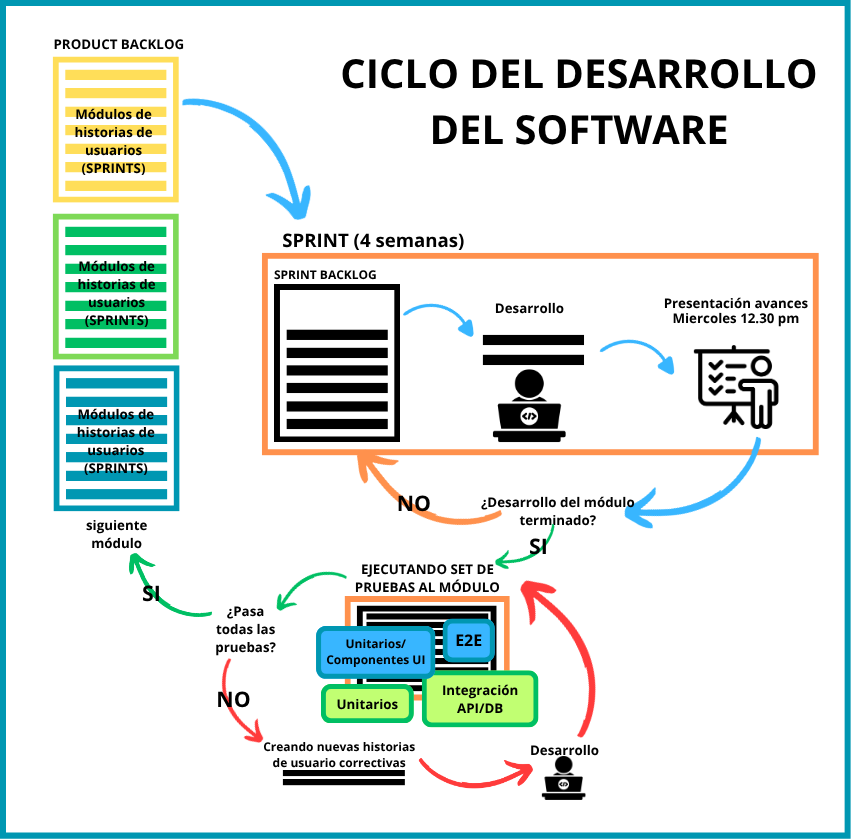 PRODUCT BACKLOG
CICLO DEL DESARROLLO
DEL SOFTWARE
Módulos de
historias de
usuarios
(SPRINTS)
Módulos de
historias de
usuarios
(SPRINTS)
Módulos de
historias de
usuarios
(SPRINTS)
siguiente
módulo
SPRINT (4 semanas)
SPRINT BACKLOG
Desarrollo
Presentación avances
Miercoles 12.30 pm
NO
¿Desarrollo del módulo
terminado?
SI
EJECUTANDO SET DE
PRUEBAS AL MÓDULO
SI
¿Pasa
todas las
pruebas?
Unitarios/
Componentes UI
E2E
Unitarios
Integración
API/DB
NO
Creando nuevas historias
de usuario correctivas
Desarrollo